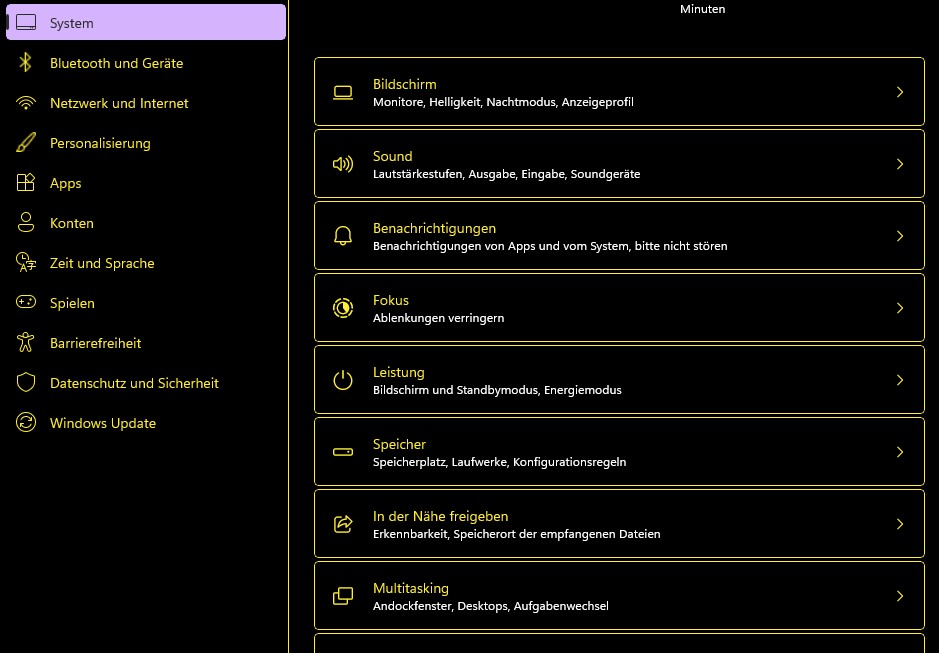 System
Bluetooth und Geräte
Netzwerk und Internet
Personalisierung
Apps
Konten
Zeit und Sprache
Spielen
Barrierefreiheit
Datenschutz und Sicherheit
Windows Update
Minuten
Bildschirm
Monitore, Helligkeit, Nachtmodus, Anzeigeprofil
Sound
Lautstärkestufen, Ausgabe, Eingabe, Soundgeräte
Benachrichtigungen
Benachrichtigungen von Apps und vom System, bitte nicht stören
Fokus
Ablenkungen verringern
Leistung
Bildschirm und Standbymodus, Energiemodus
Speicher
Speicherplatz, Laufwerke, Konfigurationsregeln
In der Nähe freigeben
Erkennbarkeit, Speicherort der empfangenen Dateien
Multitasking
Andockfenster, Desktops, Aufgabenwechsel